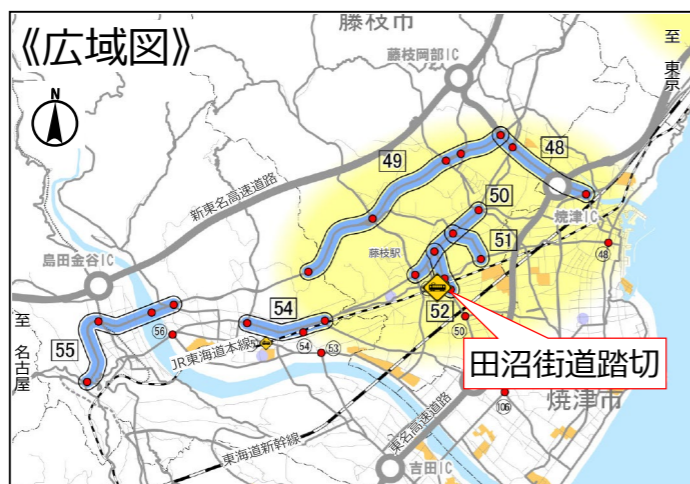 《広域図》
藤枝市
藤枝岡部IC
至 東京
N
48
49
50
新東名高速道路
焼津IC
藤枝駅
51
48
島田金谷IC
54
52
50
田沼街道踏切
至 名古屋
55
56
JR東海道本線
54
53
106
焼津市
東名高速道路
東海道新幹線
吉田IC